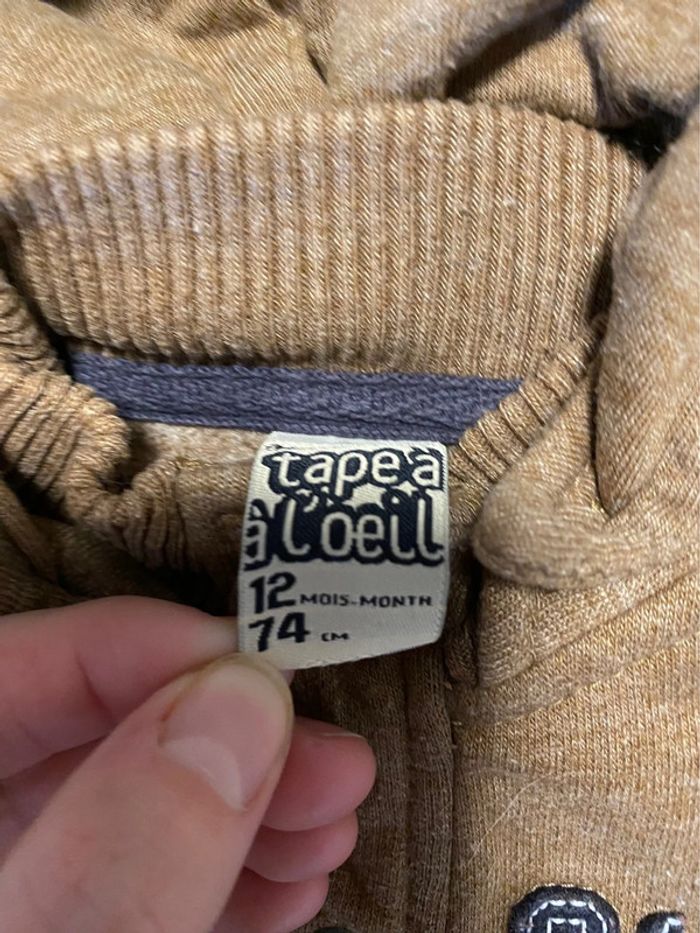 tape à
à l'oeil
12 MOIS-MONTH
74 CM